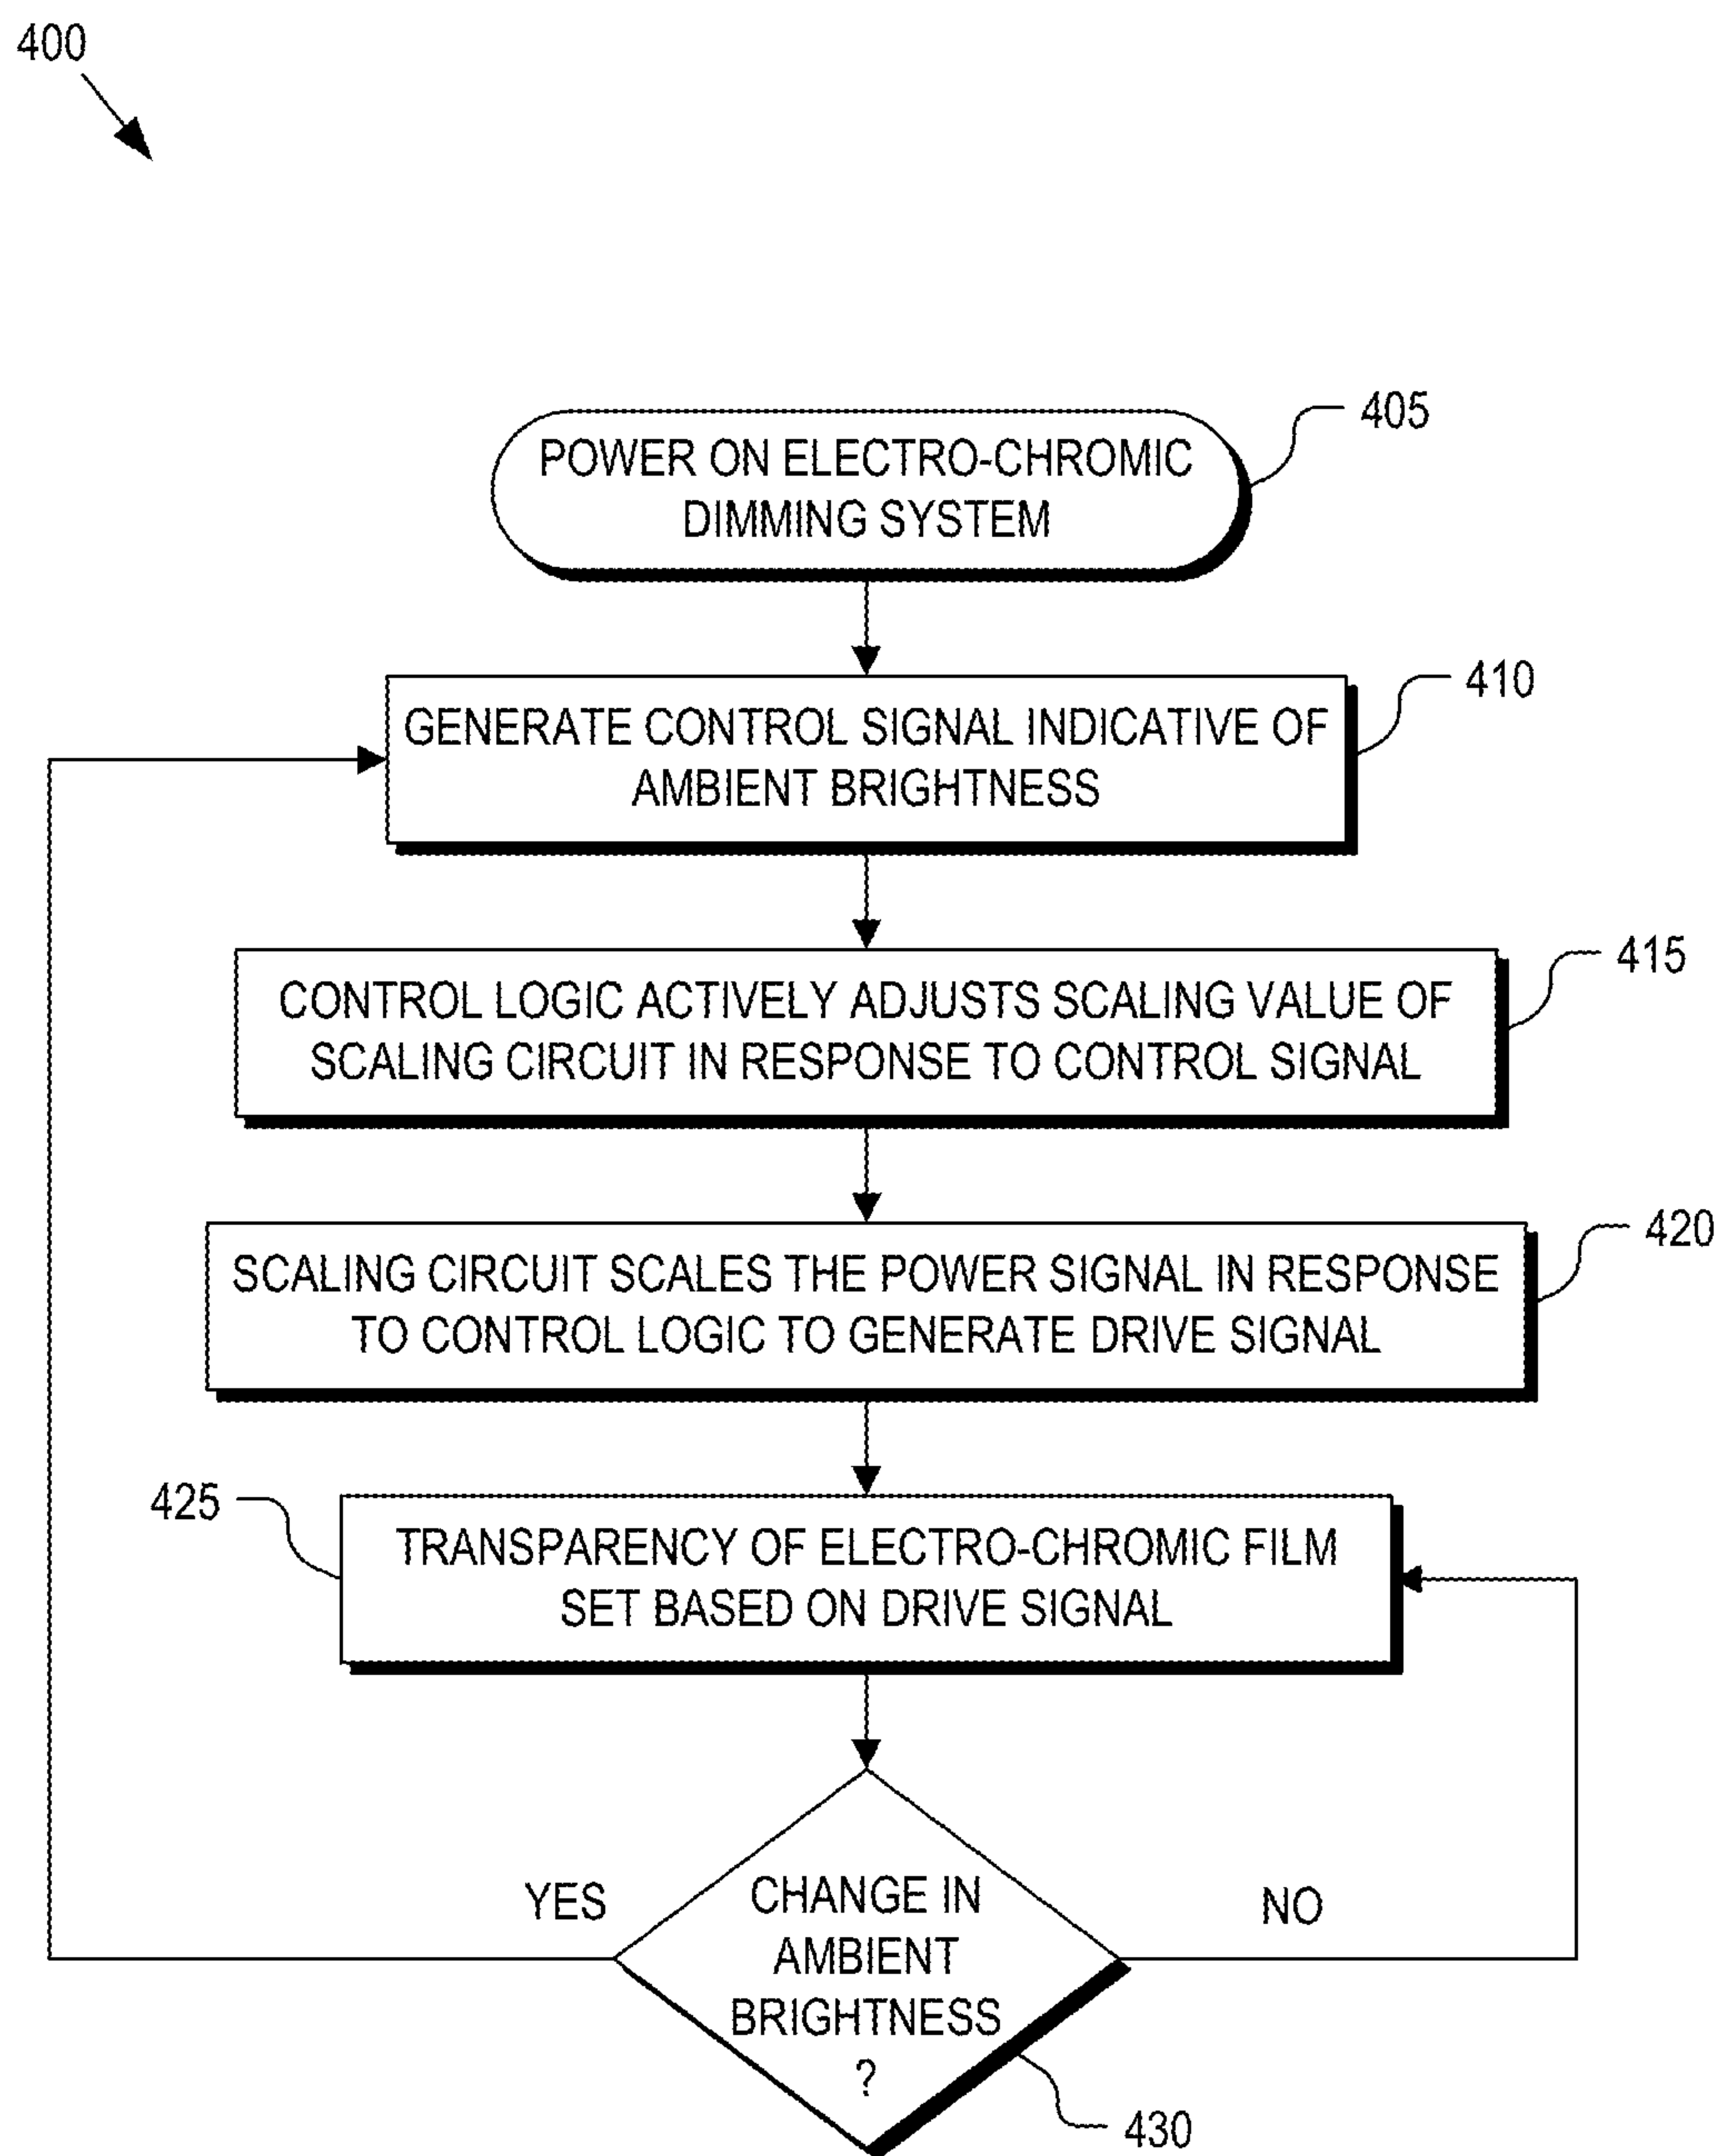 400
POWER ON ELECTRO-CHROMIC
DIMMING SYSTEM
405
GENERATE CONTROL SIGNAL INDICATIVE OF
AMBIENT BRIGHTNESS
410
CONTROL LOGIC ACTIVELY ADJUSTS SCALING VALUE OF
SCALING CIRCUIT IN RESPONSE TO CONTROL SIGNAL
415
SCALING CIRCUIT SCALES THE POWER SIGNAL IN RESPONSE
TO CONTROL LOGIC TO GENERATE DRIVE SIGNAL
420
425
TRANSPARENCY OF ELECTRO-CHROMIC FILM
SET BASED ON DRIVE SIGNAL
YES
CHANGE IN
AMBIENT
BRIGHTNESS
?
NO
430